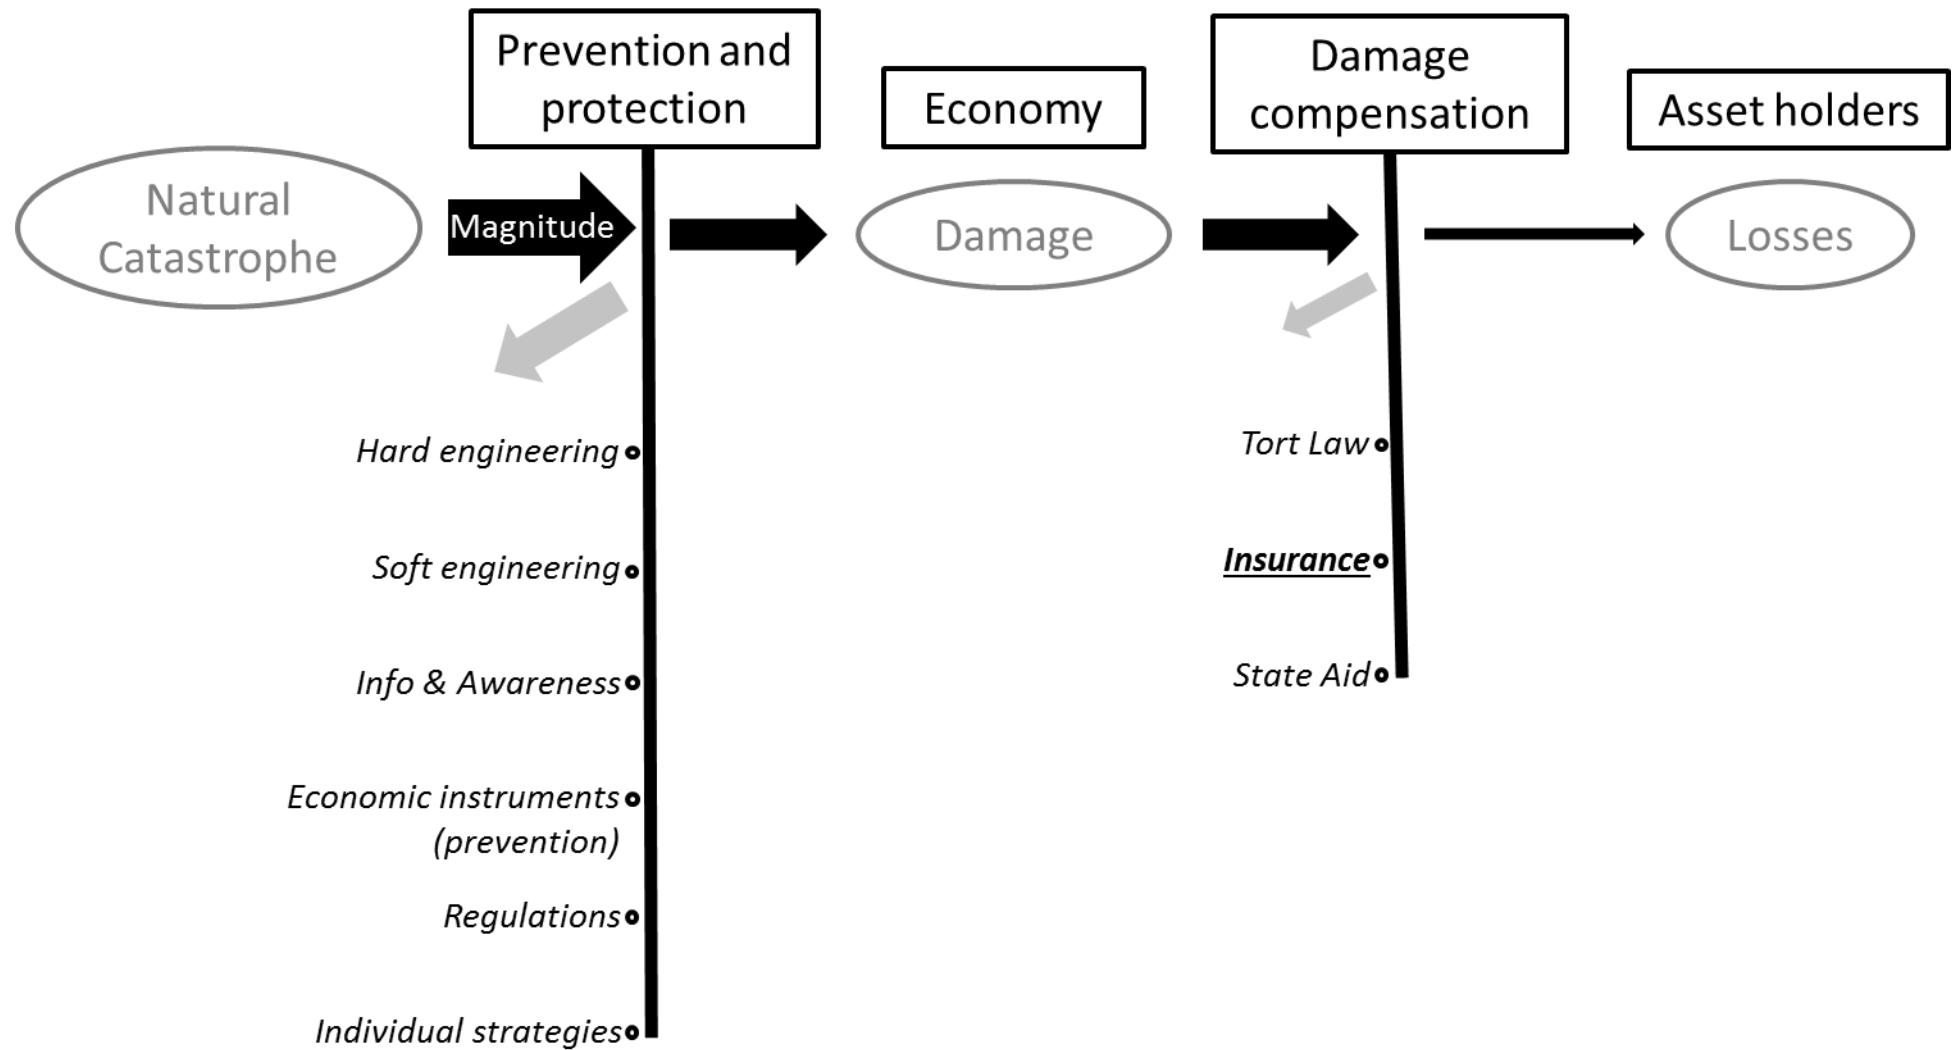 Prevention and
protection
Economy
Damage
compensation
Asset holders
Natural
Catastrophe
Magnitude
Damage
Losses
Hard engineering
Soft engineering
Info & Awareness
Economic instruments
(prevention)
Regulations
Individual strategies
Tort Law
Insurance
State Aid